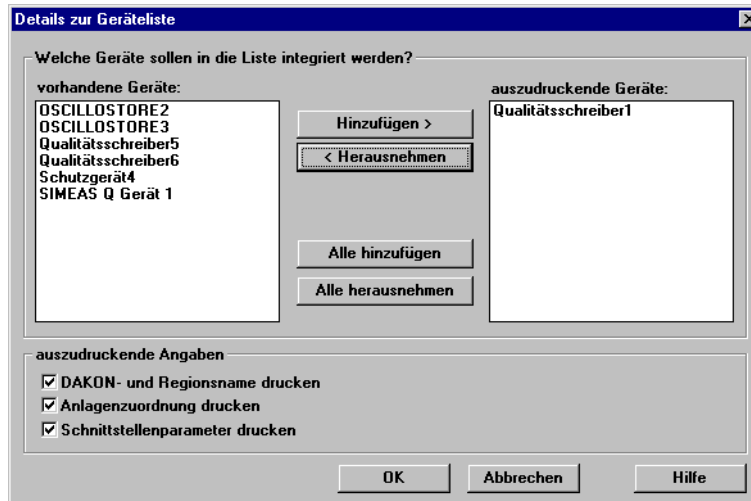 Details zur Geräteliste
Welche Geräte sollen in die Liste integriert werden?
vorhandene Geräte:
OSCILLOSTORE2
OSCILLOSTORE3
Qualitätsschreiber5
Qualitätsschreiber6
Schutzgerät4
SIMEAS Q Gerät 1
Hinzufügen >
< Herausnehmen
Alle hinzufügen
Alle herausnehmen
auszudruckende Geräte:
Qualitätsschreiber1
auszudruckende Angaben
DAKON- und Regionsname drucken
Anlagenzuordnung drucken
Schnittstellenparameter drucken
OK
Abbrechen
Hilfe